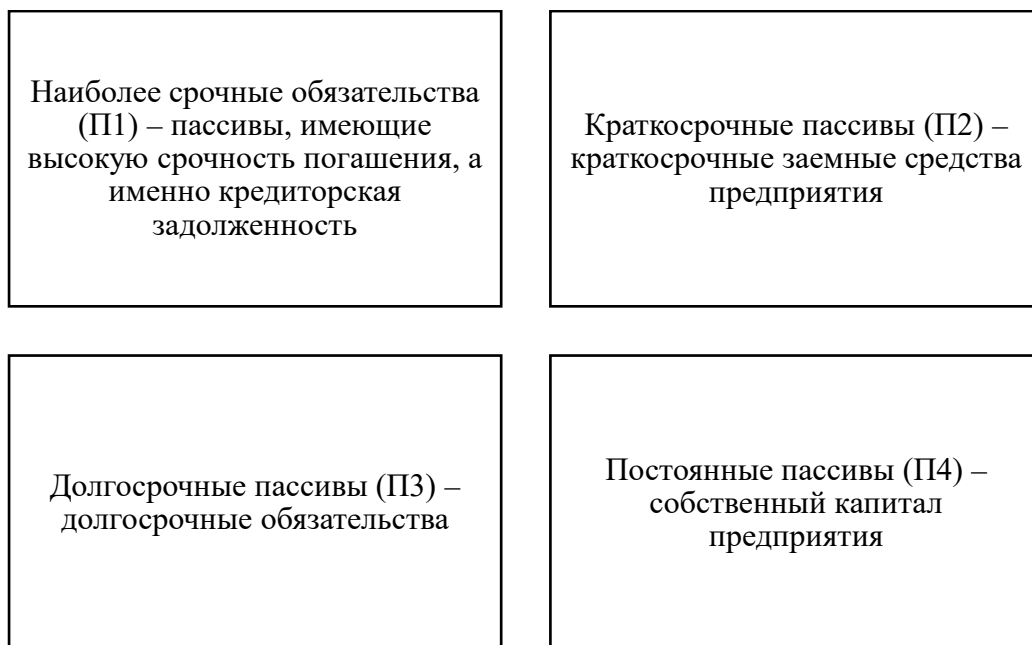 Наиболее срочные обязательства
(П1) – пассивы, имеющие
высокую срочность погашения, а
именно кредиторская
задолженность
Краткосрочные пассивы (П2) –
краткосрочные заемные средства
предприятия
Долгосрочные пассивы (П3) –
долгосрочные обязательства
Постоянные пассивы (П4) –
собственный капитал
предприятия